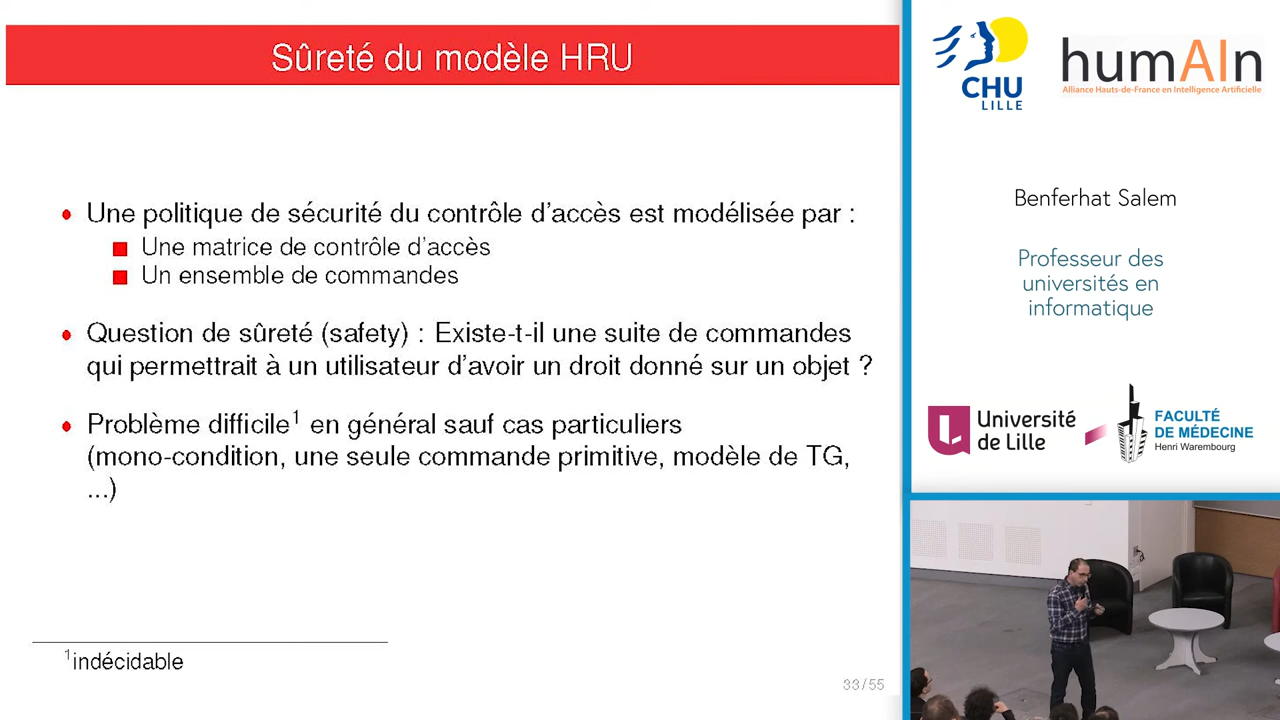 Sûreté du modèle HRU
Une politique de sécurité du contrôle d'accès est modélisée par :
Une matrice de contrôle d'accès
Un ensemble de commandes
Question de sûreté (safety) : Existe-t-il une suite de commandes
qui permettrait à un utilisateur d'avoir un droit donné sur un objet ?
Problème difficile1 en général sauf cas particuliers
(mono-condition, une seule commande primitive, modèle de TG,
...)
1indécidable
33/55
CHU
LILLE
humAIn
Alliance Hauts-de-France en Intelligence Artificielle
Benferhat Salem
Professeur des
universités en
informatique
Université
de Lille
FACULTÉ
DE MÉDECINE
Henri Warembourg